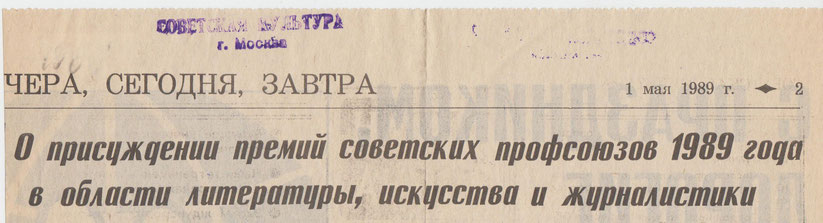 СОВЕТСКАЯ КУЛЬТУРА
г. Москва
ЧЕРА, СЕГОДНЯ, ЗАВТРА
1 мая 1989 г. 2
О присуждении премий советских профсоюзов 1989 года
в области литературы, искусства и журналистики